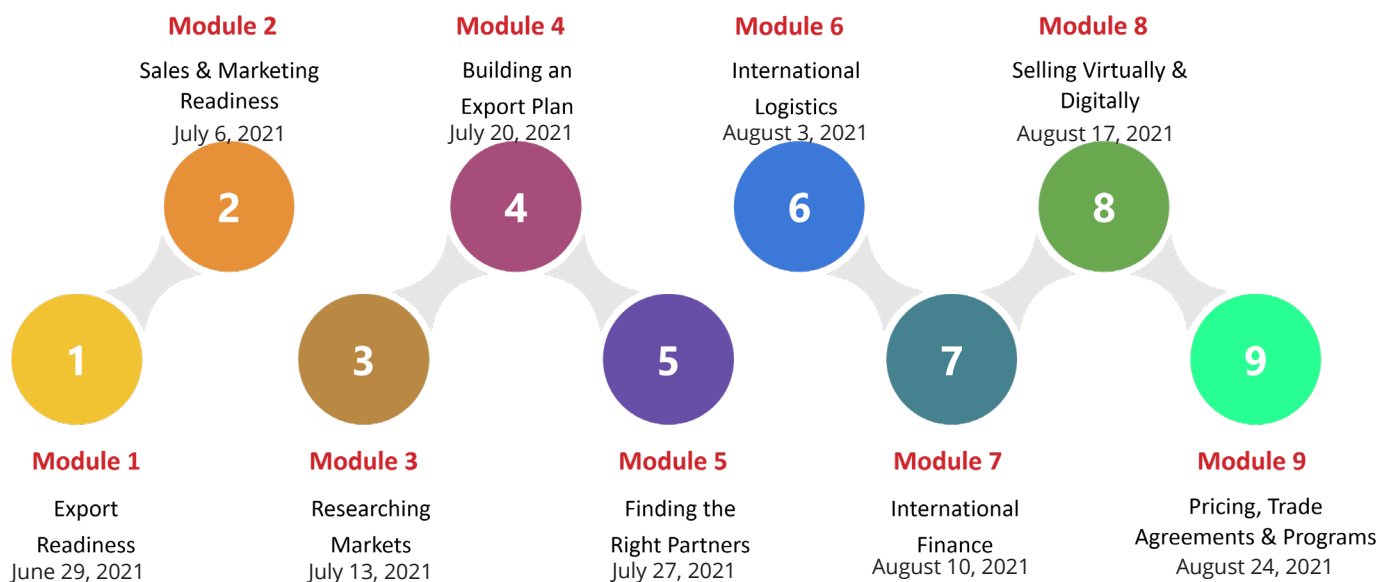 Module 2
Sales & Marketing
Readiness
July 6, 2021
Module 4
Building an
Export Plan
July 20, 2021
Module 6
International
Logistics
August 3, 2021
Module 8
Selling Virtually &
Digitally
August 17, 2021
2
4
6
8
1
3
5
7
9
Module 1
Export
Readiness
June 29, 2021
Module 3
Researching
Markets
July 13, 2021
Module 5
Finding the
Right Partners
July 27, 2021
Module 7
International
Finance
August 10, 2021
Module 9
Pricing, Trade
Agreements & Programs
August 24, 2021